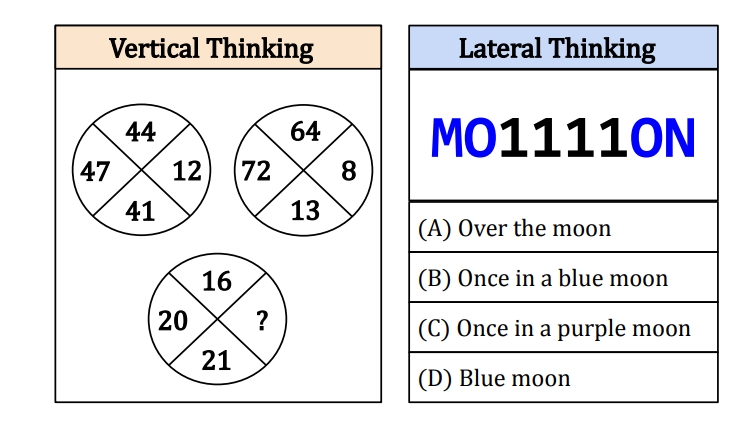 Vertical Thinking
44
47 12
41
64
72 8
13
16
20 ?
21
Lateral Thinking
MO1111ON
(A) Over the moon
(B) Once in a blue moon
(C) Once in a purple moon
(D) Blue moon